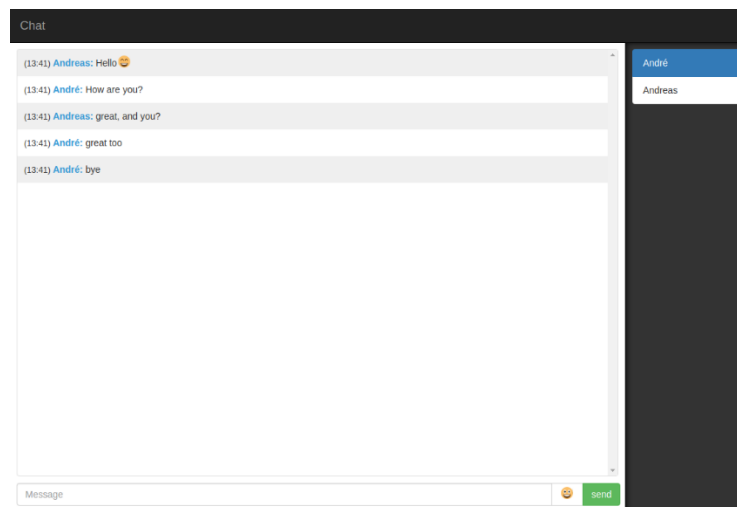 Chat
(13:41) Andreas: Hello😄
(13:41) André: How are you?
(13:41) Andreas: great, and you?
(13:41) André: great too
(13:41) André: bye
André
Andreas
Message
send